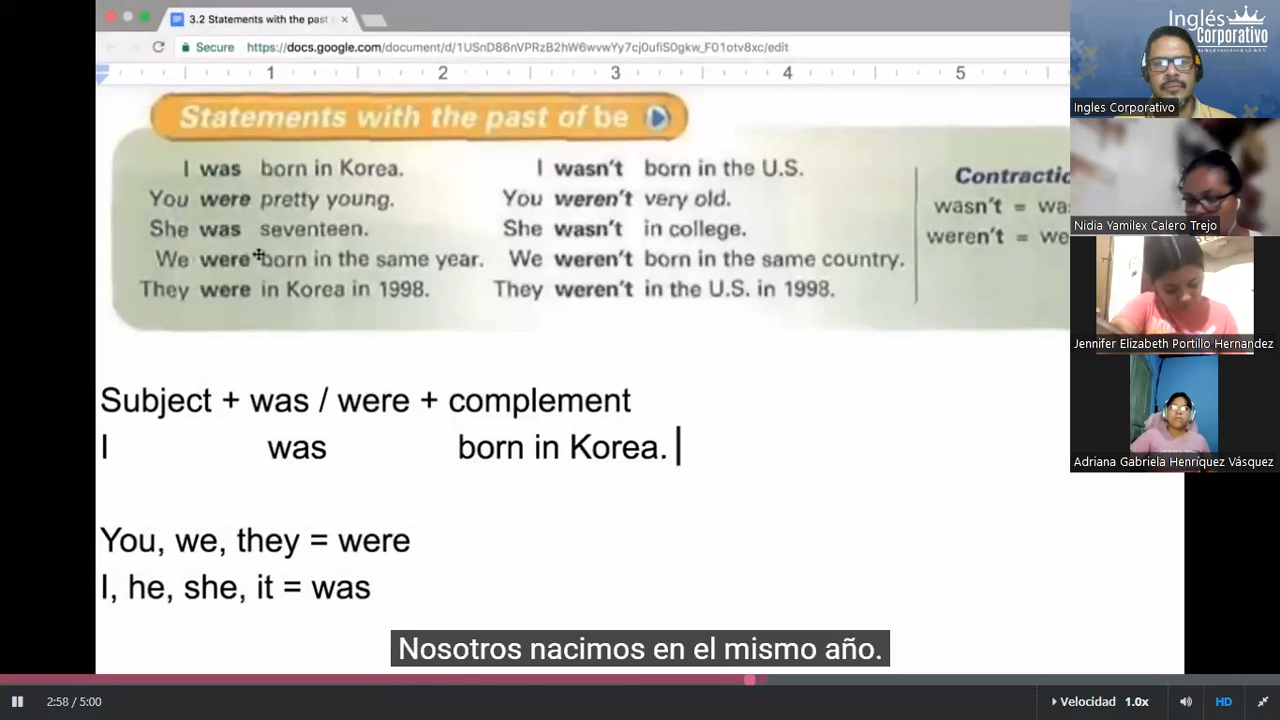 3.2 Statements with the past
Secure
https://docs.google.com/document/d/1USnD86nVPRzB2hW6wvwYy7cj0ufiS0gkw_F01otv8xc/edit
1 2 3 4 5
Statements with the past of be
I was born in Korea.
You were pretty young.
She was seventeen.
We were born in the same year.
They were in Korea in 1998.
I wasn't born in the U.S.
You weren't very old.
She wasn't in college.
We weren't born in the same country.
They weren't in the U.S. in 1998.
Contractio
wasn't = wa
weren't = we
Subject + was / were + complement
I was born in Korea.
You, we, they = were
I, he, she, it = was
Nosotros nacimos en el mismo año.
Inglés
Corporativo
Ingles Corporativo
Nidia Yamilex Calero Trejo
Jennifer Elizabeth Portillo Hernandez
Adriana Gabriela Henríquez Vásquez
2:58 / 5:00
Velocidad 1.0x
HD